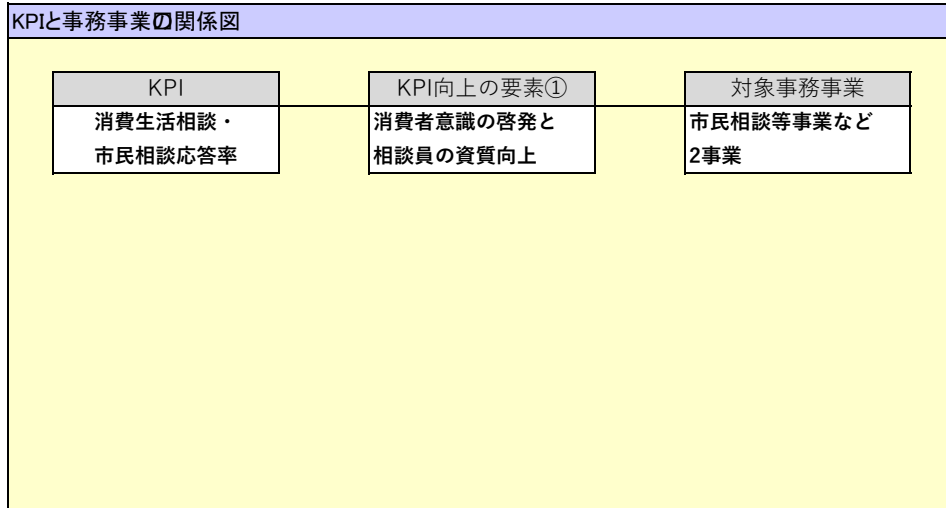 KPIと事務事業の関係図
KPI
消費生活相談・
市民相談応答率
KPI向上の要素①
消費者意識の啓発と
相談員の資質向上
対象事務事業
市民相談等事業など
2事業